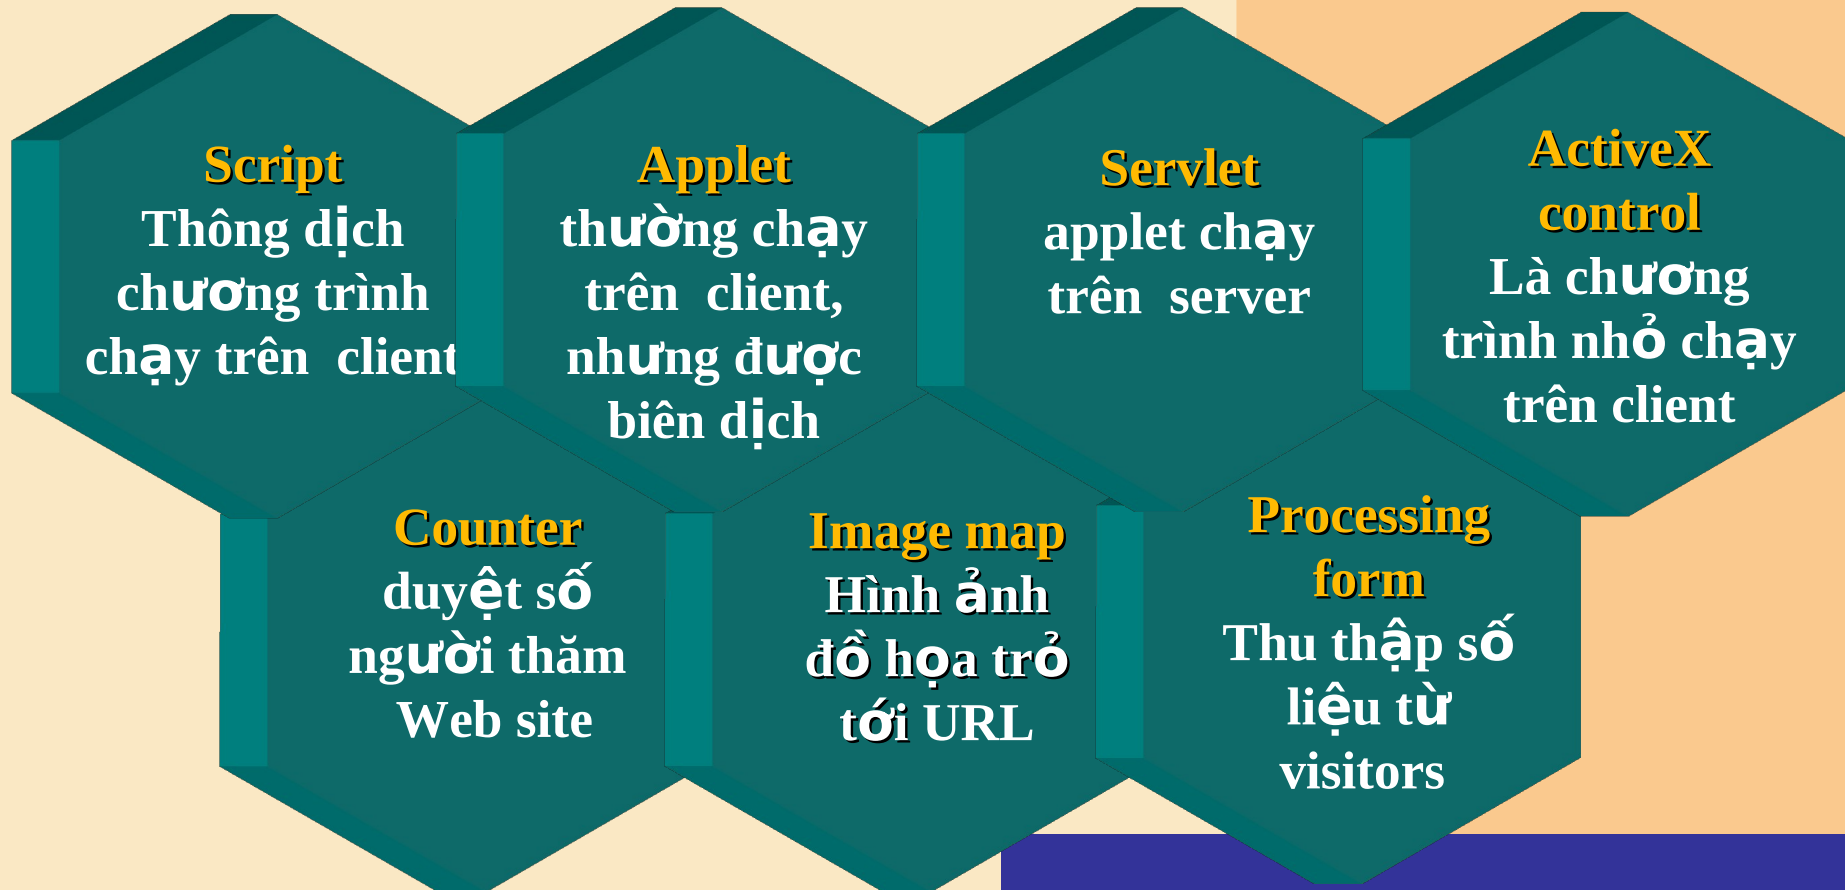 Script
Thông dịch
chương trình
chạy trên client
Applet
thường chạy
trên client,
nhưng được
biên dịch
Servlet
applet chạy
trên server
ActiveX
control
Là chương
trình nhỏ chạy
trên client
Counter
duyệt số
người thăm
Web site
Image map
Hình ảnh
đồ họa trỏ
tới URL
Processing
form
Thu thập số
liệu từ
visitors